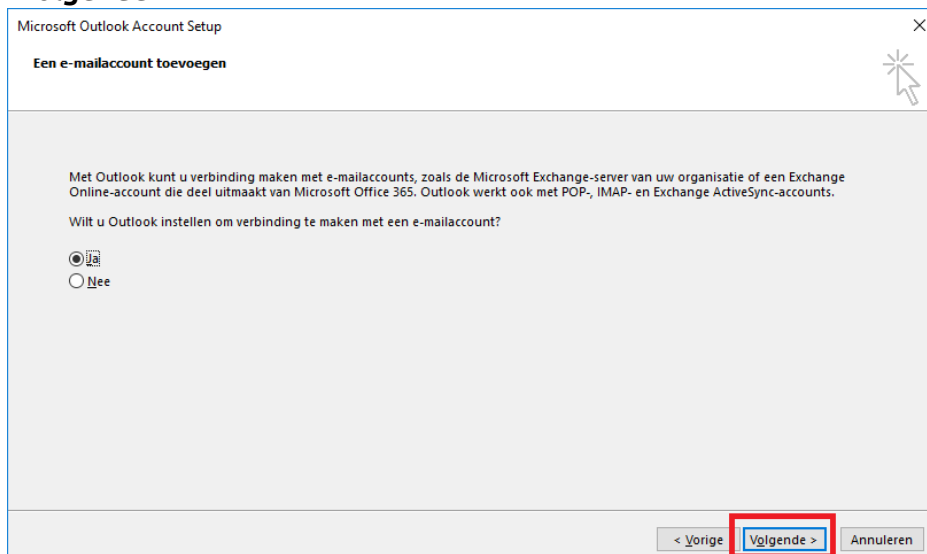 Microsoft Outlook Account Setup
Een e-mailaccount toevoegen
Met Outlook kunt u verbinding maken met e-mailaccounts, zoals de Microsoft Exchange-server van uw organisatie of een Exchange
Online-account die deel uitmaakt van Microsoft Office 365. Outlook werkt ook met POP-, IMAP- en Exchange ActiveSync-accounts.
Wilt u Outlook instellen om verbinding te maken met een e-mailaccount?
Ja
Nee
< Vorige Volgende > Annuleren